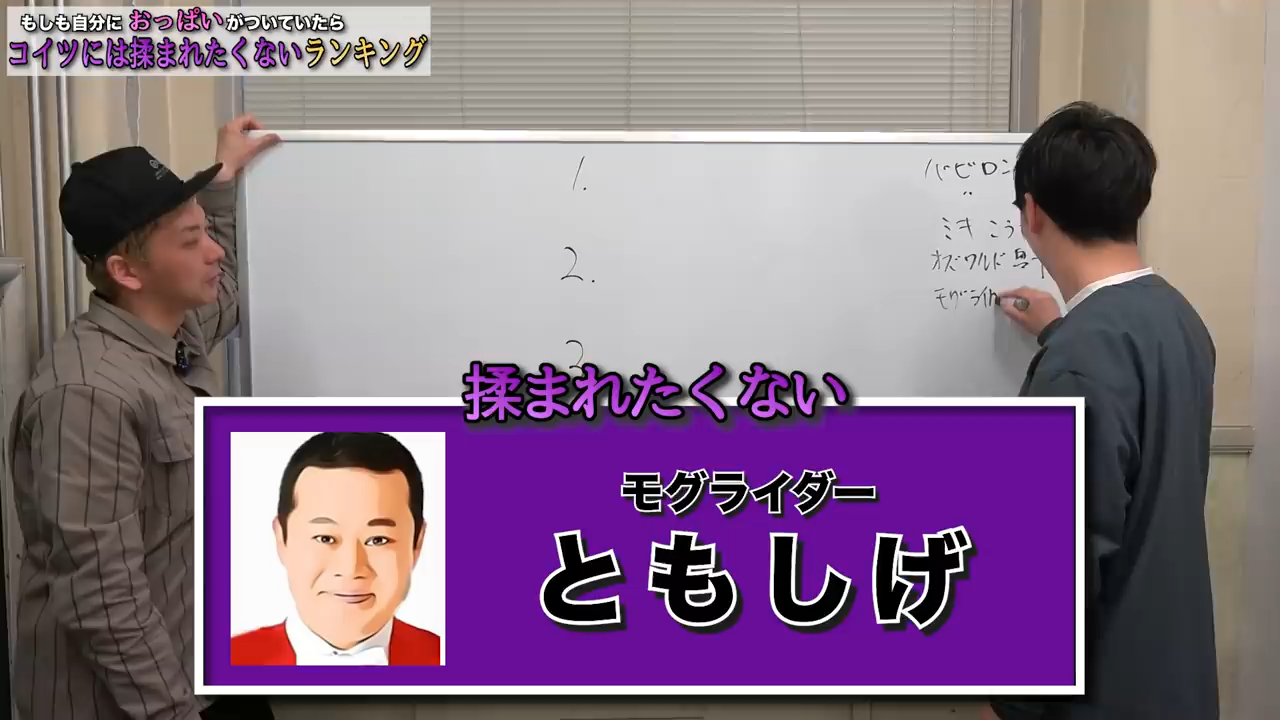 もしも自分におっぱいがついていたら
コイツには揉まれたくないランキング
1.
2.
バビロン
〃
ミキ こう
オズワルド
モグライ
揉まれたくない
モグライダー
ともしげ